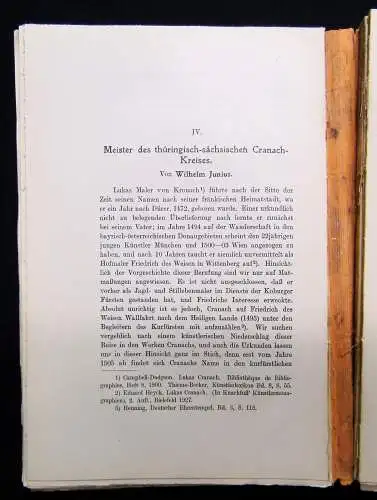 IV.
Meister des thüringisch-sächsischen Cranach-
Kreises.
Von Wilhelm Junius.
Lukas Maler von Kronach¹) führte nach der Sitte der
Zeit seinen Namen nach seiner fränkischen Heimatstadt, wo
er ein Jahr nach Dürer, 1472, geboren wurde. Einer urkundlich
nicht zu belegenden Überlieferung nach lernte er zunächst
bei seinem Vater; im Jahre 1494 auf der Wanderschaft in den
bayrisch-österreichischen Donaugebieten scheint den 22jährigen
jungen Künstler München und 1500—03 Wien angezogen zu
haben, und nach 10 Jahren taucht er ziemlich unvermittelt als
Hofmaler Friedrich des Weisen in Wittenberg auf²). Hinsicht-
lich der Vorgeschichte dieser Berufung sind wir nur auf Mut-
maßungen angewiesen. Es ist nicht ausgeschlossen, daß er
vorher als Jagd- und Stillebenmaler im Dienste der Koburger
Fürsten gestanden hat, und Friedrichs Interesse erweckte.
Absolut unrichtig ist es jedoch, Cranach auf Friedrich des
Weisen Wallfahrt nach dem Heiligen Lande (1493) unter den
Begleitern des Kurfürsten mit aufzuzählen³). Wir suchen
vergeblich nach einem künstlerischen Niederschlag dieser
Reise in den Werken Cranachs, und auch die Urkunden lassen
uns in dieser Hinsicht ganz im Stich, denn erst vom Jahre
1505 ab findet sich Cranachs Name in den kurfürstlichen
1) Campbell-Dodgson. Lukas Cranach. Bibliothèque de Biblio-
graphies, Heft 9, 1900. Thieme-Becker, Künstlerlexikon Bd. 8, S. 55.
2) Eduard Heyck, Lukas Cranach. (In Knackfuß' Künstlermono-
graphien), 2. Aufl., Bielefeld 1927.
3) Henning, Deutscher Ehrentempel, Bd. 5, S. 118.